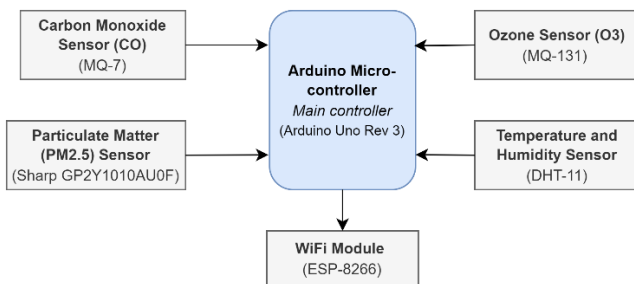 Carbon Monoxide
Sensor (CO)
(MQ-7)
Arduino Micro-
controller
Main controller
(Arduino Uno Rev 3)
Ozone Sensor (O3)
(MQ-131)
Particulate Matter
(PM2.5) Sensor
(Sharp GP2Y1010AU0F)
Temperature and
Humidity Sensor
(DHT-11)
WiFi Module
(ESP-8266)